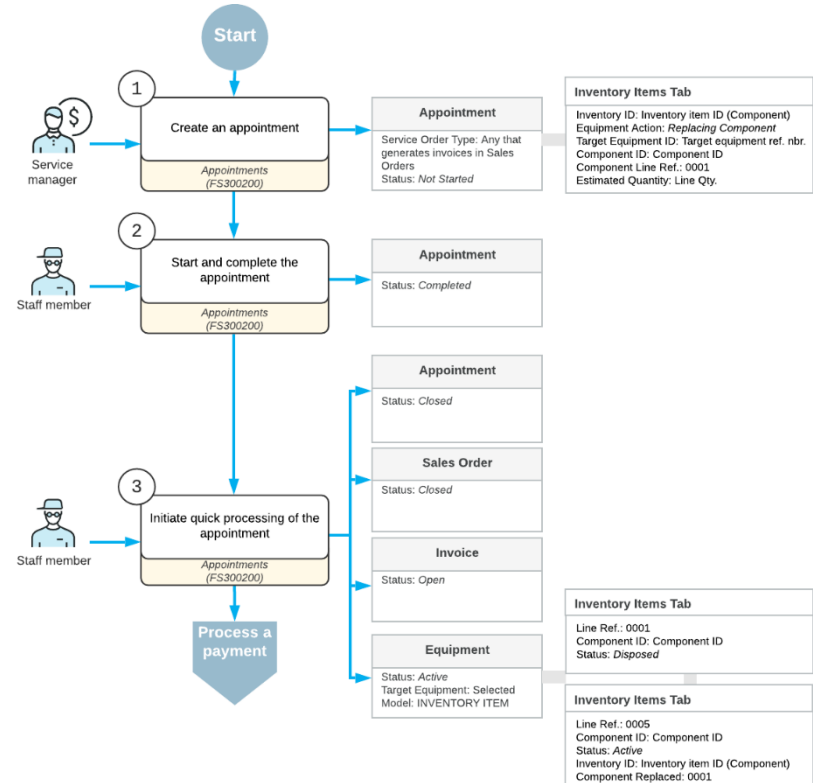 Start
1
Create an appointment
Appointments
(FS300200)
Service
manager
$
Appointment
Service Order Type: Any that
generates invoices in Sales
Orders
Status: Not Started
Inventory Items Tab
Inventory ID: Inventory item ID (Component)
Equipment Action: Replacing Component
Target Equipment ID: Target equipment ref. nbr.
Component ID: Component ID
Component Line Ref.: 0001
Estimated Quantity: Line Qty.
2
Start and complete the
appointment
Appointments
(FS300200)
Staff member
Appointment
Status: Completed
3
Initiate quick processing of the
appointment
Appointments
(FS300200)
Staff member
Process a
payment
Appointment
Status: Closed
Sales Order
Status: Closed
Invoice
Status: Open
Equipment
Status: Active
Target Equipment: Selected
Model: INVENTORY ITEM
Inventory Items Tab
Line Ref.: 0001
Component ID: Component ID
Status: Disposed
Inventory Items Tab
Line Ref.: 0005
Component ID: Component ID
Status: Active
Inventory ID: Inventory item ID (Component)
Component Replaced: 0001